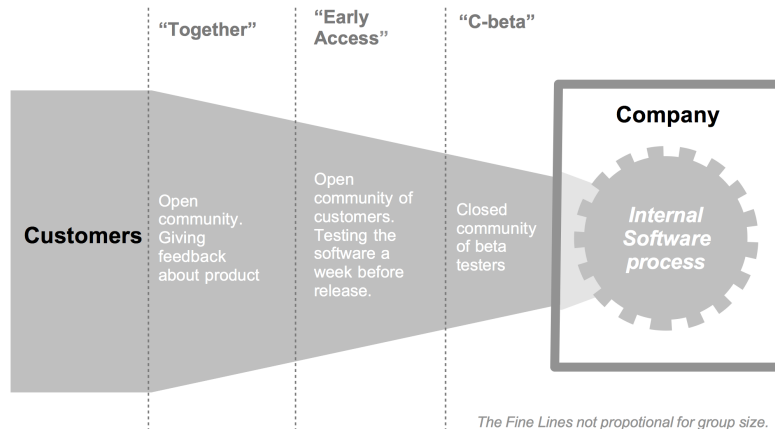 “Together”
“Early
Access”
“C-beta”
Company
Customers
Open
community.
Giving
feedback
about product
Open
community of
customers.
Testing the
software a
week before
release.
Closed
community
of beta
testers
Internal
Software
process
The Fine Lines not propotional for group size.